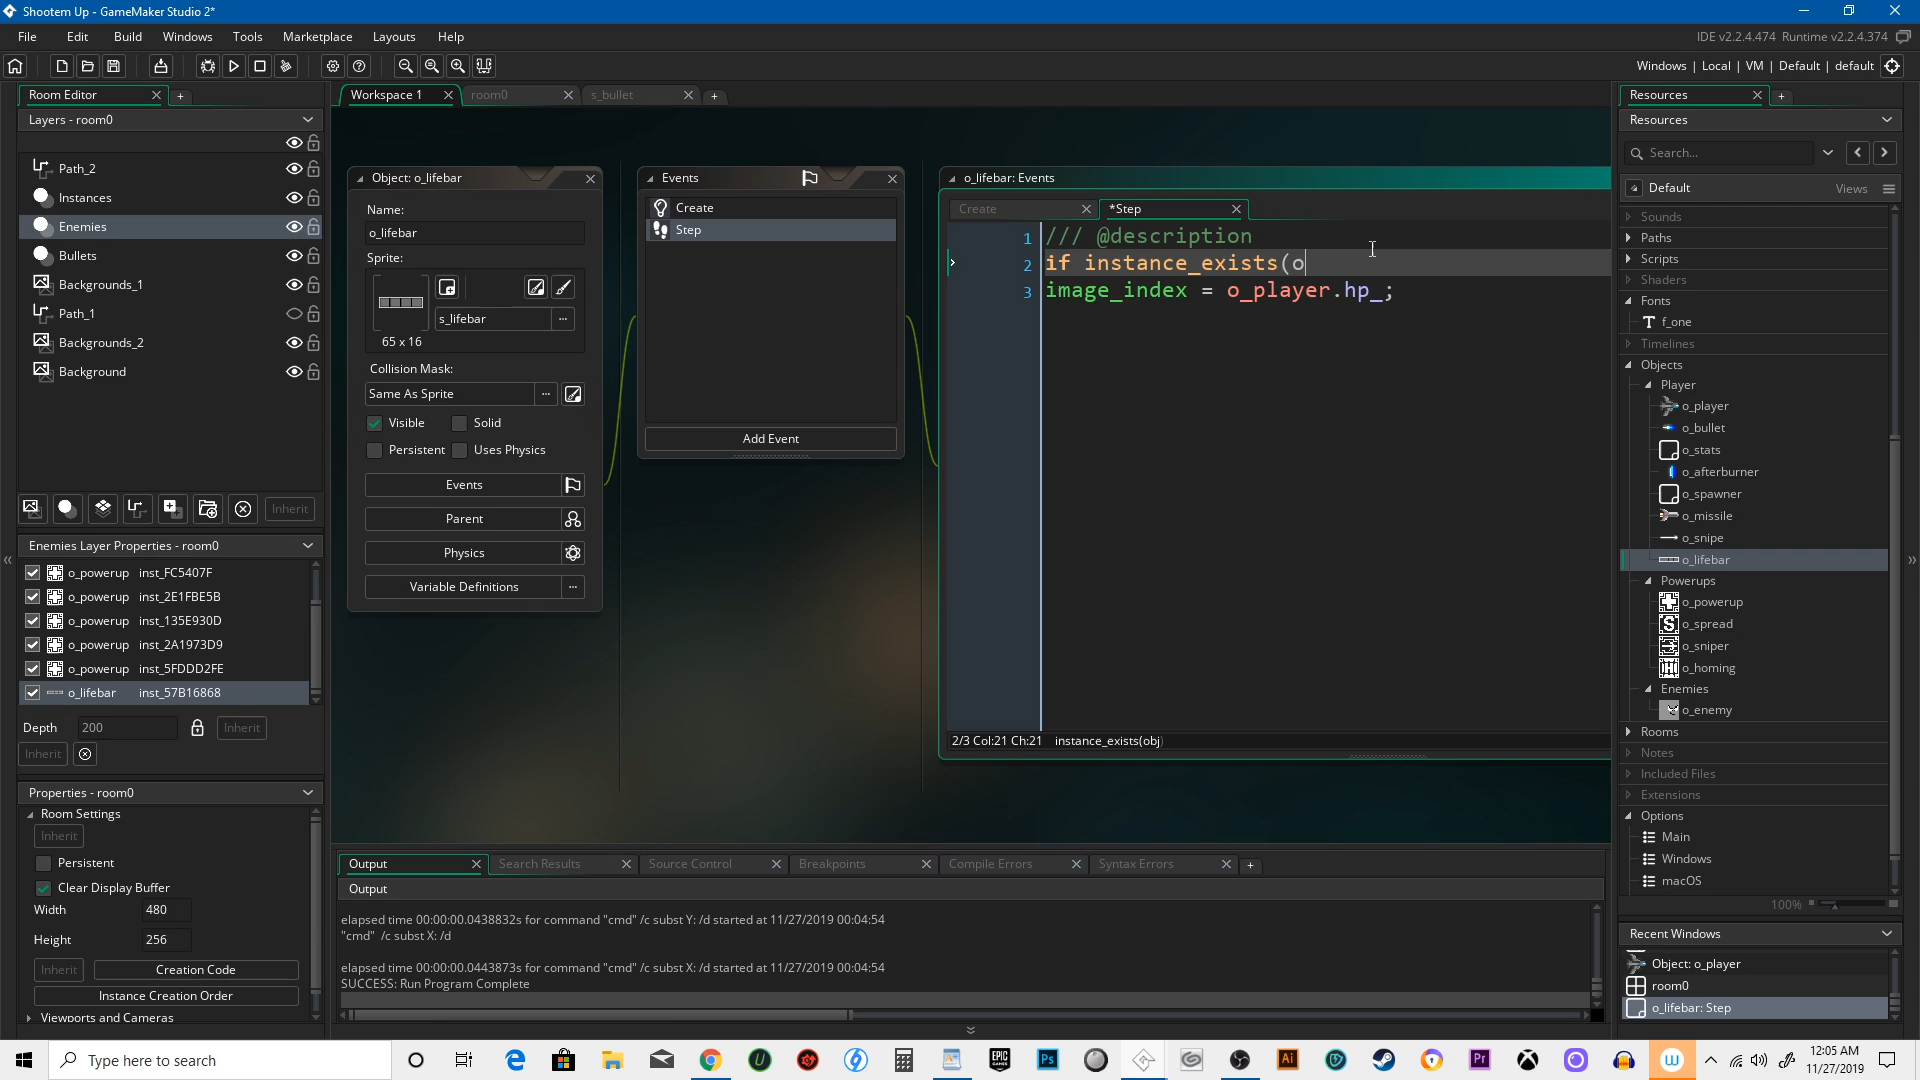 Shootem Up - GameMaker Studio 2*
File Edit Build Windows Tools Marketplace Layouts Help
IDE v2.2.4.474 Runtime v2.2.4.374
Windows | Local | VM | Default | default
Room Editor
Layers - room0
Path_2
Instances
Enemies
Bullets
Backgrounds_1
Path_1
Backgrounds_2
Background
Inherit
Enemies Layer Properties - room0
o_powerup inst_FC5407F
o_powerup inst_2E1FBE5B
o_powerup inst_135E930D
o_powerup inst_2A1973D9
o_powerup inst_5FDDD2FE
o_lifebar inst_57B16868
Depth 200 Inherit
Inherit
Properties - room0
Room Settings
Inherit
Persistent
Clear Display Buffer
Width 480
Height 256
Inherit Creation Code
Instance Creation Order
Viewports and Cameras
Workspace 1 room0 s_bullet
Object: o_lifebar
Name:
o_lifebar
Sprite:
s_lifebar
65 x 16
Collision Mask:
Same As Sprite
Visible Solid
Persistent Uses Physics
Events
Parent
Physics
Variable Definitions
Events
Create
Step
Add Event
o_lifebar: Events
Create *Step
1 /// @description
2 if instance_exists(o
3 image_index = o_player.hp_;
2/3 Col:21 Ch:21 instance_exists(obj)
Output Search Results Source Control Breakpoints Compile Errors Syntax Errors
Output
elapsed time 00:00:00.0438832s for command "cmd" /c subst Y: /d started at 11/27/2019 00:04:54
"cmd" /c subst X: /d
elapsed time 00:00:00.0443873s for command "cmd" /c subst X: /d started at 11/27/2019 00:04:54
SUCCESS: Run Program Complete
Resources
Resources
Search...
Default Views
Sounds
Paths
Scripts
Shaders
Fonts
f_one
Timelines
Objects
Player
o_player
o_bullet
o_stats
o_afterburner
o_spawner
o_missile
o_snipe
o_lifebar
Powerups
o_powerup
o_spread
o_sniper
o_homing
Enemies
o_enemy
Rooms
Notes
Included Files
Extensions
Options
Main
Windows
macOS
100%
Recent Windows
Object: o_player
room0
o_lifebar: Step
Type here to search
12:05 AM
11/27/2019